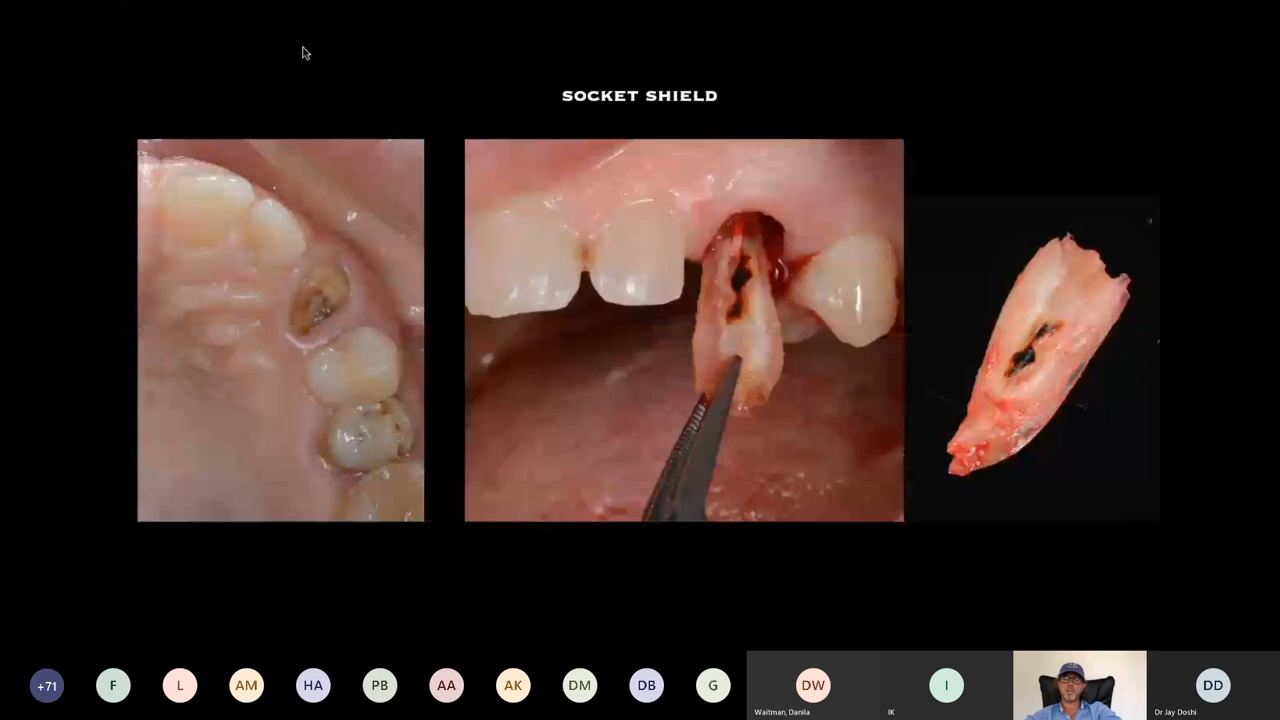 SOCKET SHIELD
+71
F
L
AM
HA
PB
AA
AK
DM
DB
G
DW
Waitman, Danila
I
IK
DD
Dr Jay Doshi